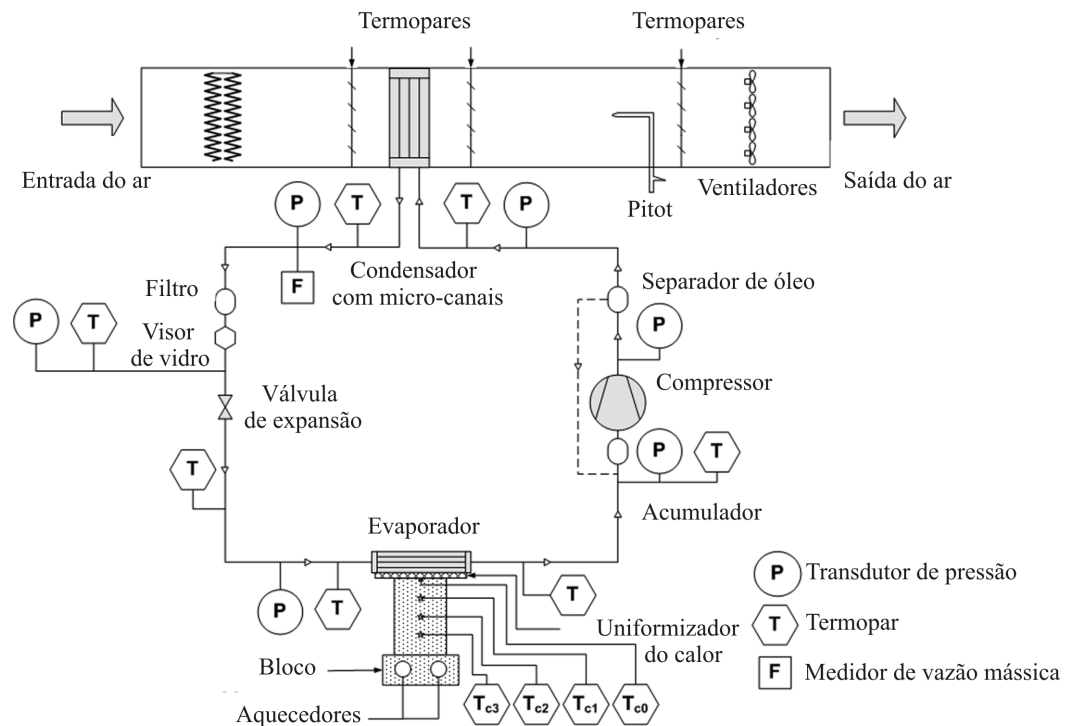 Termopares
Termopares
Entrada do ar
Pitot
Ventiladores
Saída do ar
P
T
T
P
F
Condensador
com micro-canais
Filtro
Separador de óleo
P
T
Visor
de vidro
P
Compressor
Válvula
de expansão
T
P
T
Acumulador
Evaporador
P
T
T
Uniformizador
do calor
Bloco
Aquecedores
Tc3
Tc2
Tc1
Tc0
P
Transdutor de pressão
T
Termopar
F
Medidor de vazão mássica